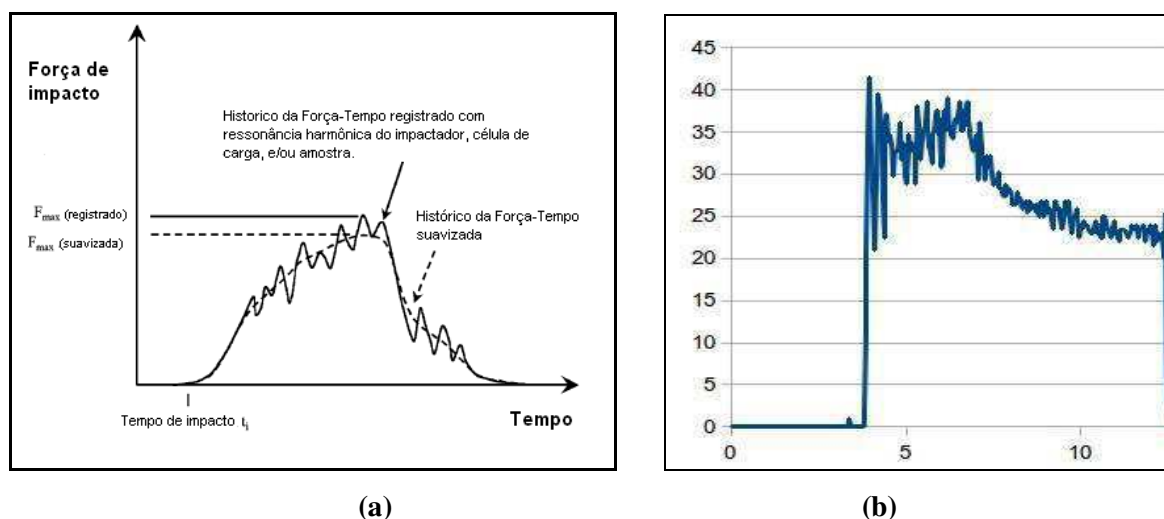 Força de
impacto
Historico da Força-Tempo registrado com
ressonância harmônica do impactador, célula de
carga, e/ou amostra.
Fmax (registrado)
Fmax (suavizada)
Histórico da Força-Tempo
suavizada
Tempo de impacto ti
Tempo
(a)
45
40
35
30
25
20
15
10
5
0
0 5 10
(b)